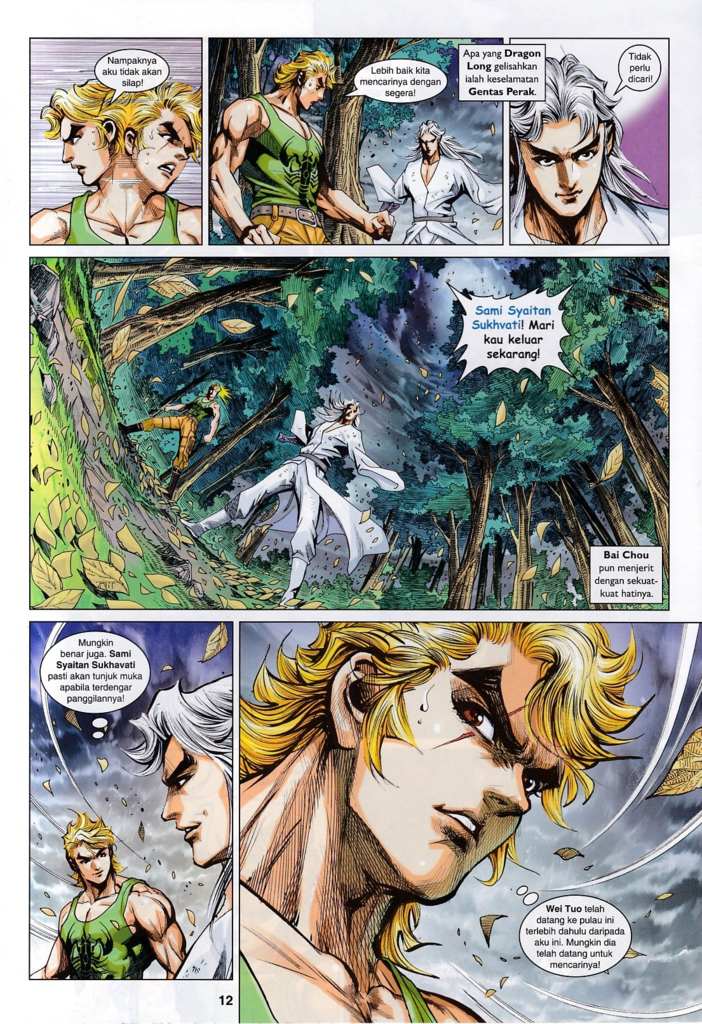 Nampaknya
aku tidak akan
silap!
Lebih baik kita
mencarinya dengan
segera!
Apa yang Dragon
Long gelisahkan
ialah keselamatan
Gentas Perak.
Tidak
perlu
dicari!
Sami Syaitan
Sukhvati! Mari
kau keluar
sekarang!
Bai Chou
pun menjerit
dengan sekuat-
kuat hatinya.
Mungkin
benar juga. Sami
Syaitan Sukhavati
pasti akan tunjuk muka
apabila terdengar
panggilannya!
Wei Tuo telah
datang ke pulau ini
terlebih dahulu daripada
aku ini. Mungkin dia
telah datang untuk
mencarinya!
12